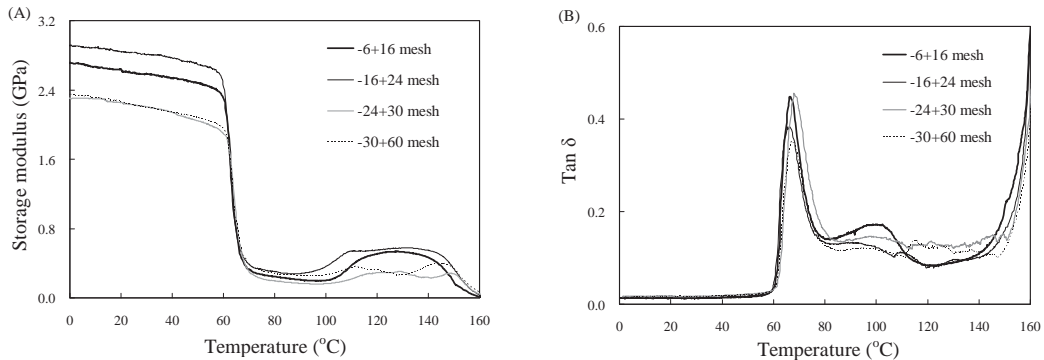 (A)
3.2
2.4
1.6
0.8
0.0
Storage modulus (GPa)
-6+16 mesh
-16+24 mesh
-24+30 mesh
-30+60 mesh
0 20 40 60 80 100 120 140 160
Temperature (°C)
(B)
0.6
0.4
0.2
0.0
Tan δ
-6+16 mesh
-16+24 mesh
-24+30 mesh
-30+60 mesh
0 20 40 60 80 100 120 140 160
Temperature (°C)